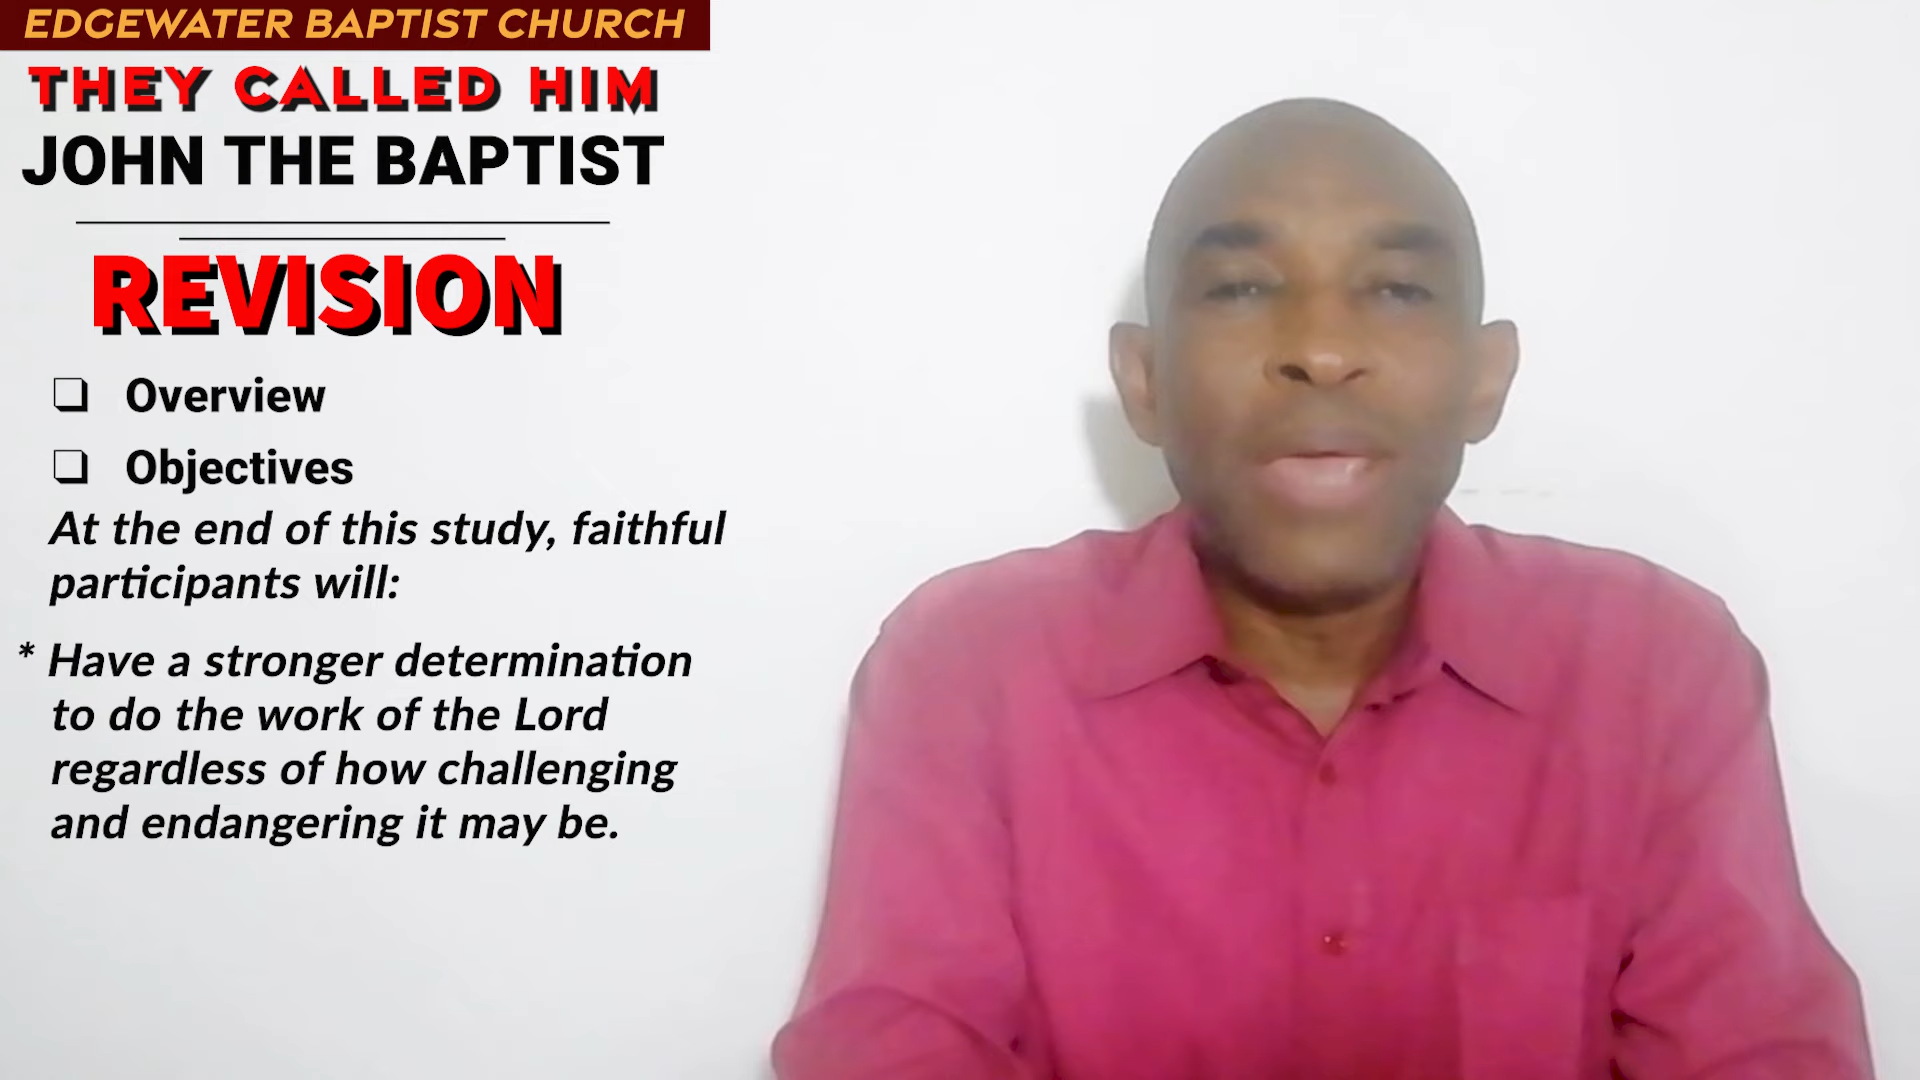 EDGEWATER BAPTIST CHURCH
THEY CALLED HIM
JOHN THE BAPTIST
REVISION
❑ Overview
❑ Objectives
At the end of this study, faithful
participants will:
* Have a stronger determination
to do the work of the Lord
regardless of how challenging
and endangering it may be.